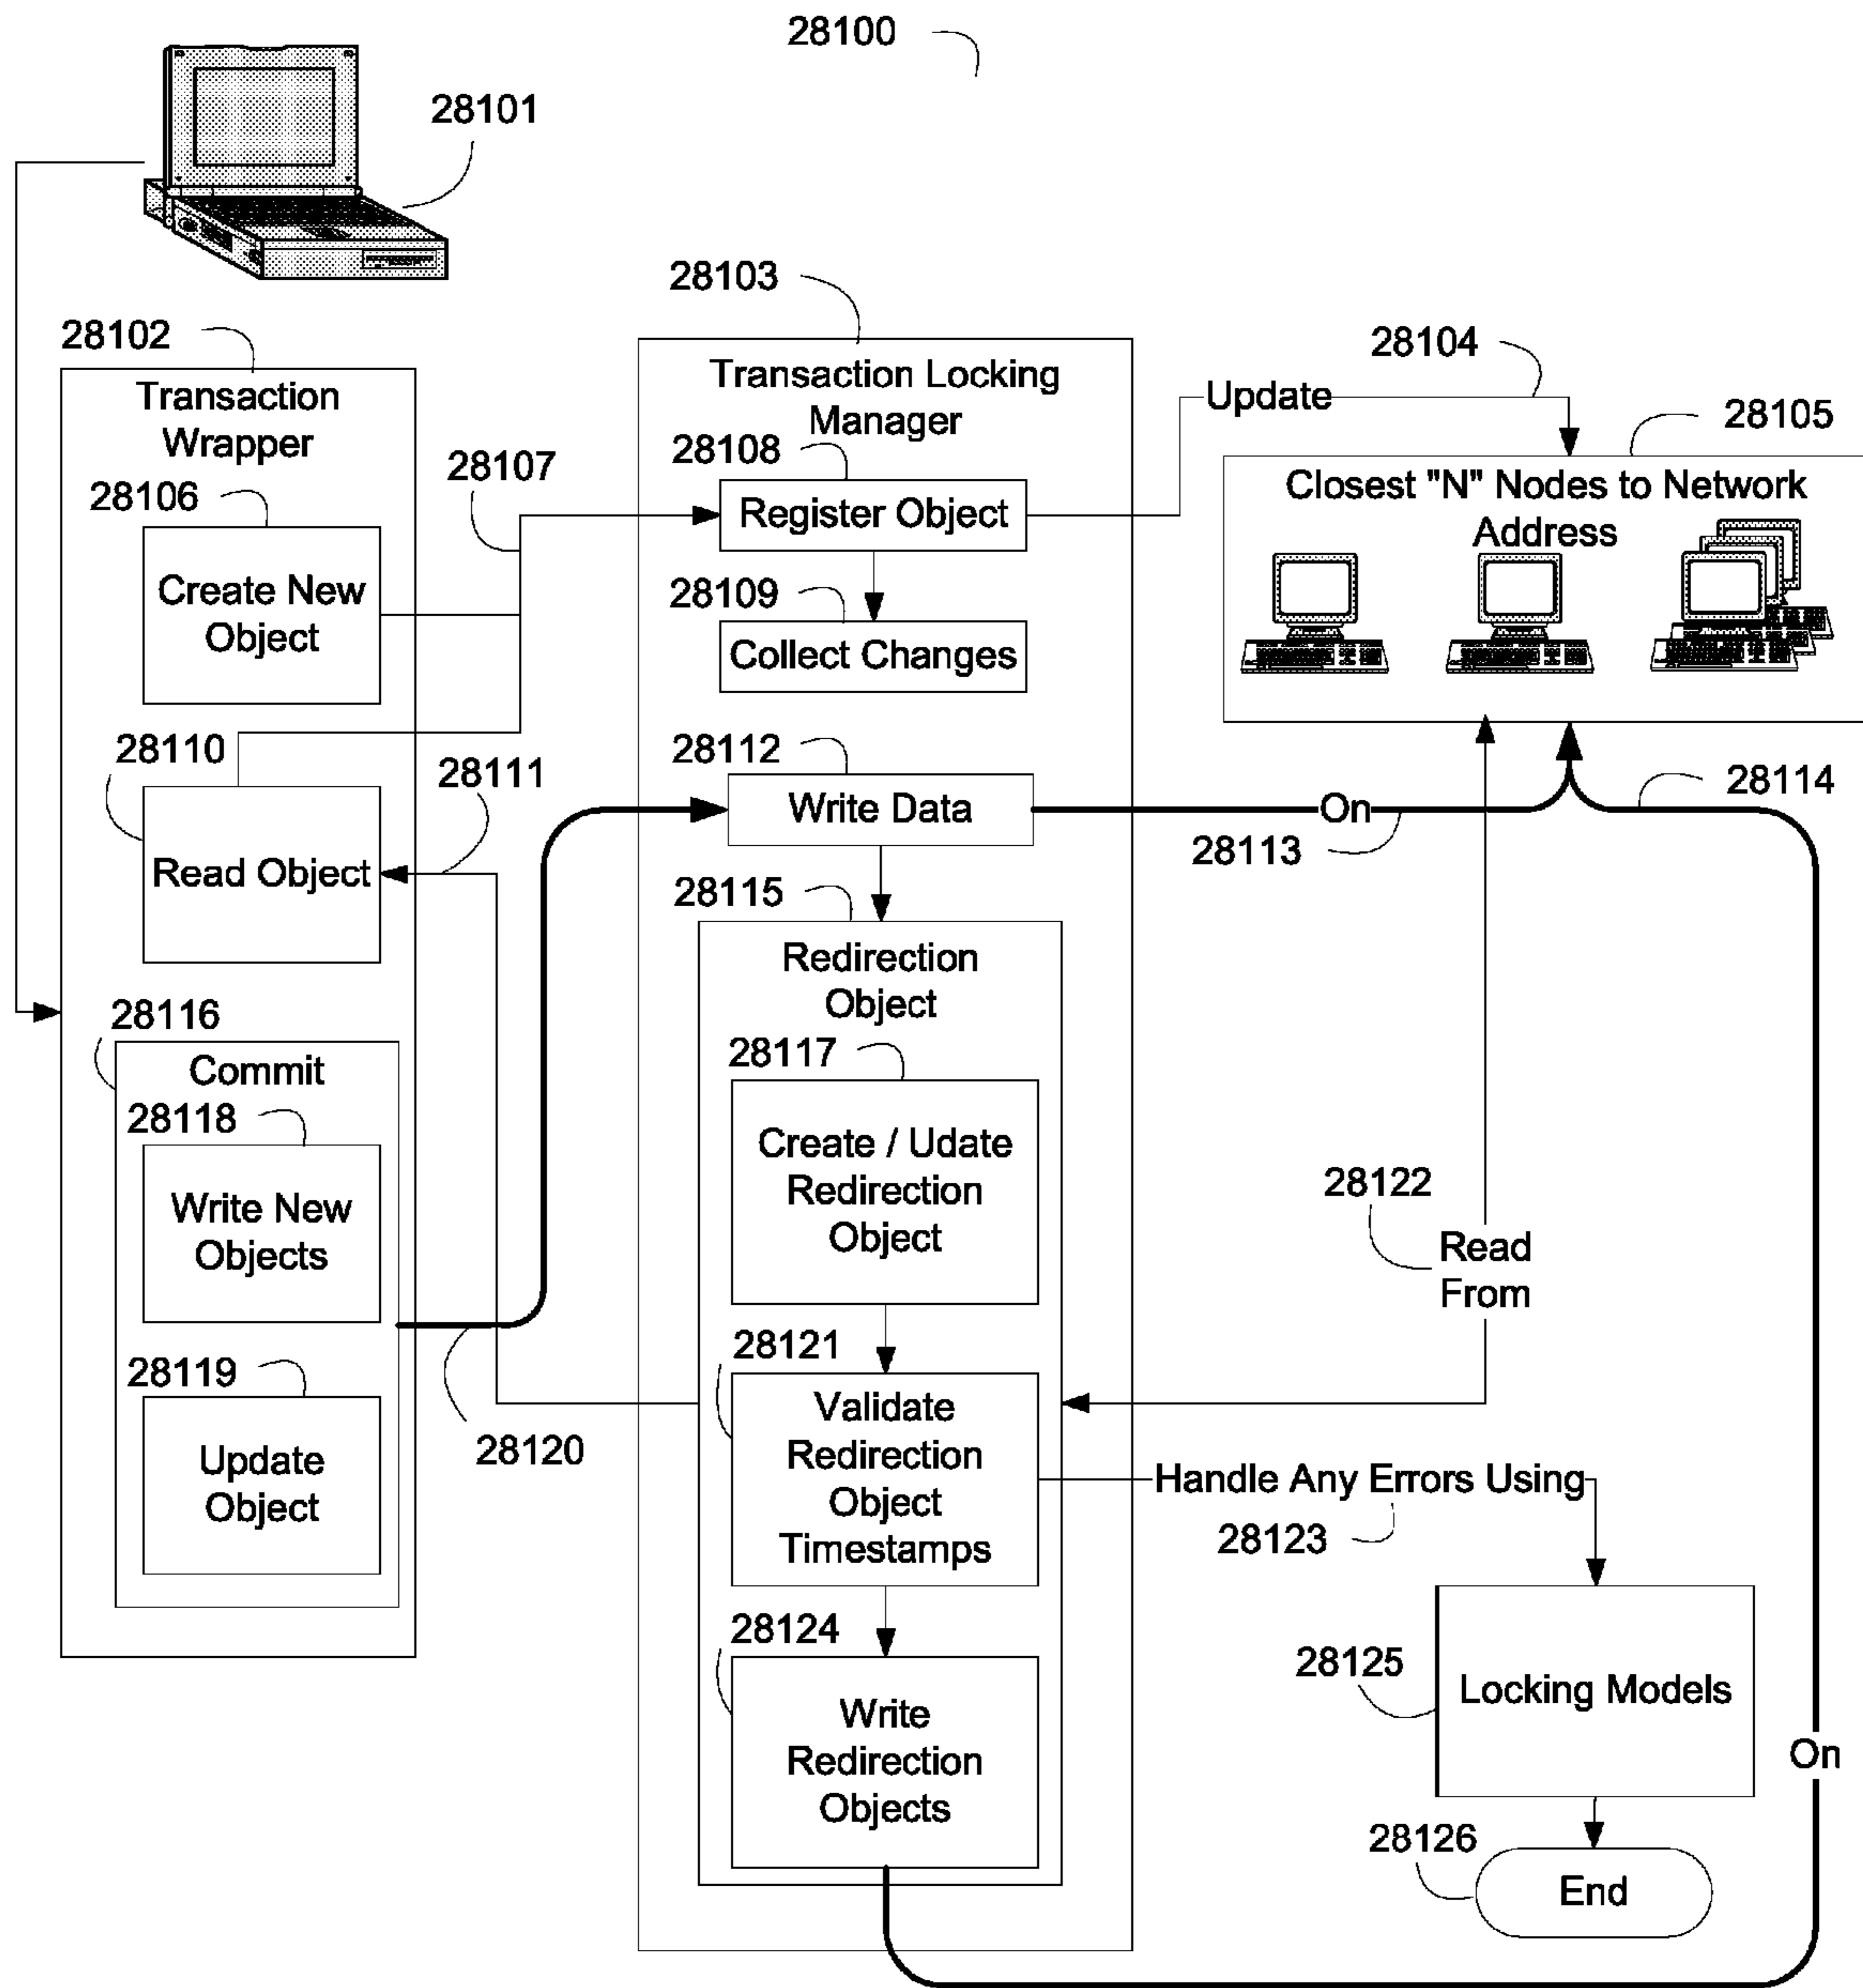 28100
28101
28103
28102
28104
Transaction
Wrapper
Transaction Locking
Manager
Update
28105
28107
28108
Closest "N" Nodes to Network
Address
28106
Register Object
Create New
Object
28109
Collect Changes
28110
28111
28112
28114
Read Object
Write Data
On
28113
28115
Redirection
Object
28116
Commit
28117
28118
Create / Udate
Redirection
Object
28122
Write New
Objects
Read
From
28119
28121
Update
Object
28120
Validate
Redirection
Object
Timestamps
Handle Any Errors Using
28123
28124
28125
Locking Models
Write
Redirection
Objects
On
28126
End